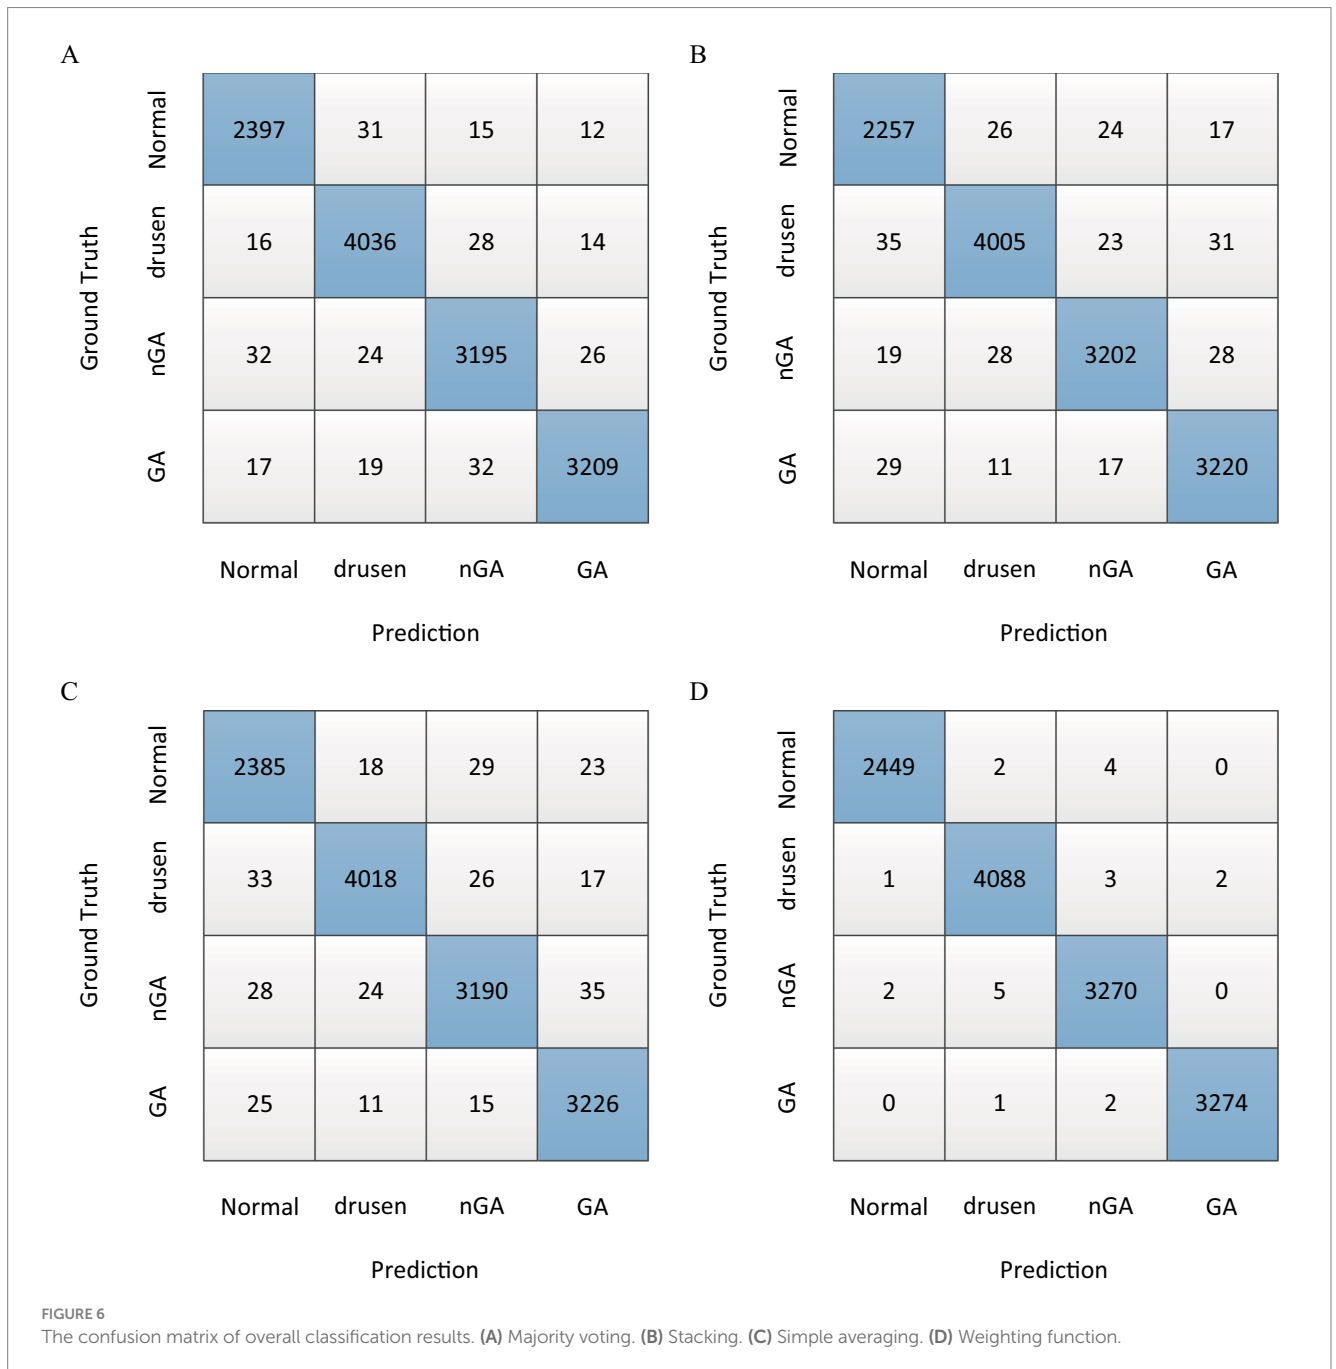 A
B
Ground Truth
Normal
2397 31 15 12
drusen
16 4036 28 14
nGA
32 24 3195 26
GA
17 19 32 3209
Normal drusen nGA GA
Prediction
Ground Truth
Normal
2257 26 24 17
drusen
35 4005 23 31
nGA
19 28 3202 28
GA
29 11 17 3220
Normal drusen nGA GA
Prediction
C
D
Ground Truth
Normal
2385 18 29 23
drusen
33 4018 26 17
nGA
28 24 3190 35
GA
25 11 15 3226
Normal drusen nGA GA
Prediction
Ground Truth
Normal
2449 2 4 0
drusen
1 4088 3 2
nGA
2 5 3270 0
GA
0 1 2 3274
Normal drusen nGA GA
Prediction
FIGURE 6
The confusion matrix of overall classification results. (A) Majority voting. (B) Stacking. (C) Simple averaging. (D) Weighting function.